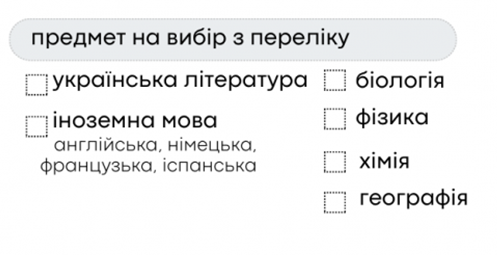 предмет на вибір з переліку
українська література
іноземна мова
англійська, німецька,
французька, іспанська
біологія
фізика
хімія
географія